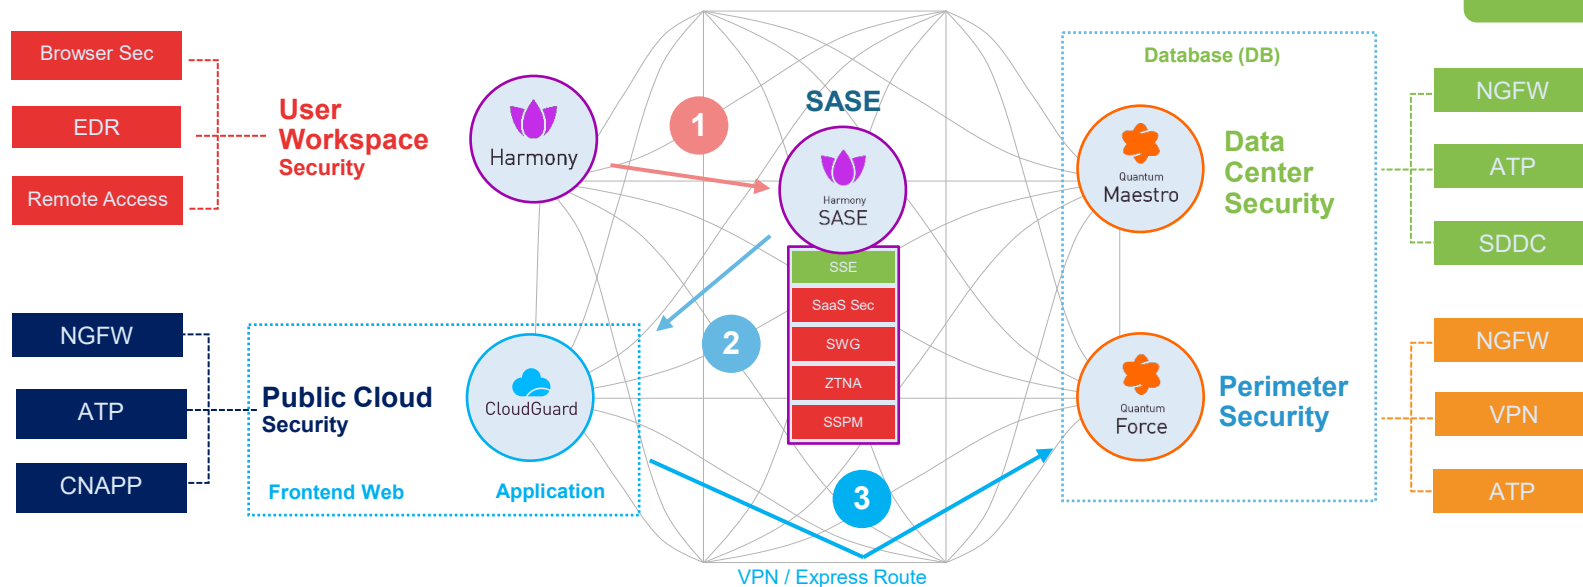 Browser Sec
EDR
Remote Access
User
Workspace
Security
Harmony
1
SASE
Harmony
SASE
SSE
SaaS Sec
SWG
ZTNA
SSPM
2
Database (DB)
Quantum
Maestro
Data
Center
Security
NGFW
ATP
SDDC
NGFW
ATP
CNAPP
Public Cloud
Security
CloudGuard
Frontend Web
Application
3
VPN / Express Route
Quantum
Force
Perimeter
Security
NGFW
VPN
ATP